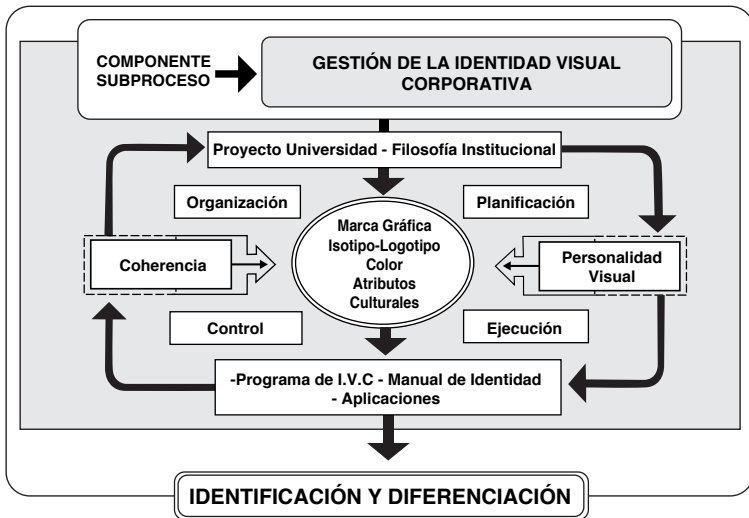 COMPONENTE
SUBPROCESO
GESTIÓN DE LA IDENTIDAD VISUAL
CORPORATIVA
Proyecto Universidad - Filosofía Institucional
Organización
Planificación
Marca Gráfica
Isotipo-Logotipo
Color
Atributos
Culturales
Coherencia
Personalidad
Visual
Control
Ejecución
-Programa de I.V.C - Manual de Identidad
- Aplicaciones
IDENTIFICACIÓN Y DIFERENCIACIÓN